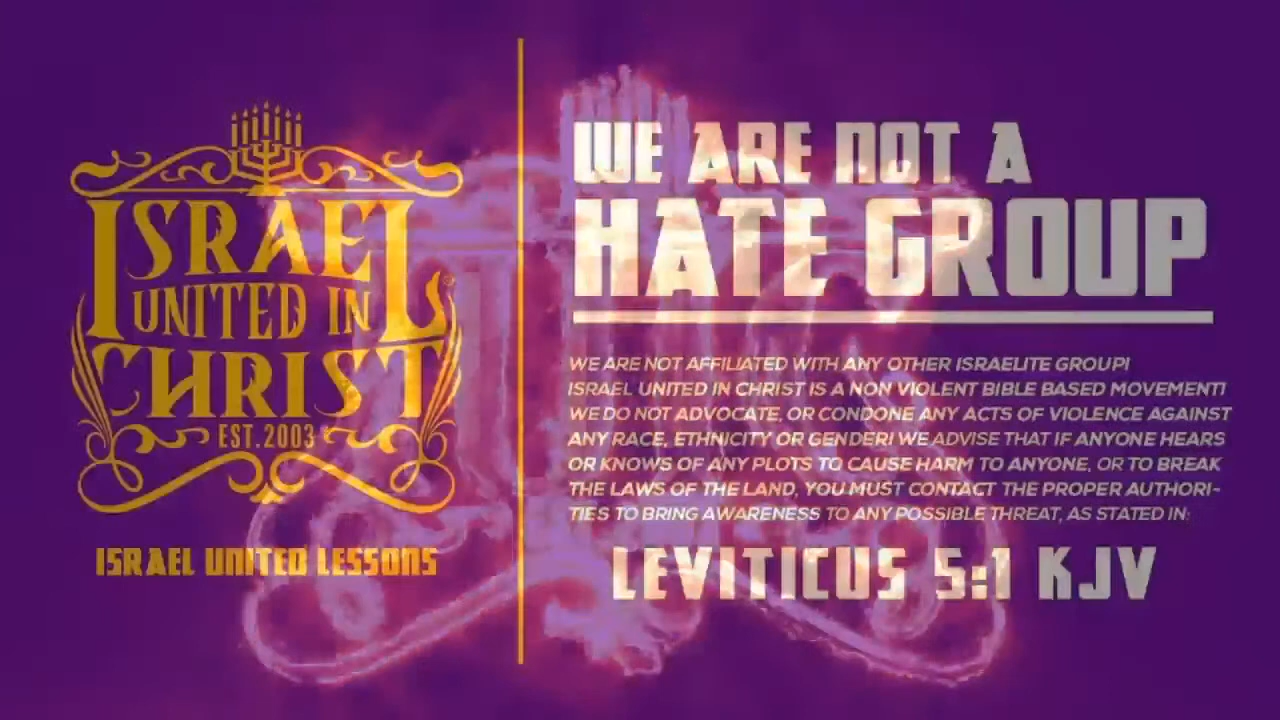 ISRAEL
UNITED IN
CHRIST
EST.2003
ISRAEL UNITED LESSONS
WE ARE NOT A
HATE GROUP
WE ARE NOT AFFILIATED WITH ANY OTHER ISRAELITE GROUP!
ISRAEL UNITED IN CHRIST IS A NON VIOLENT BIBLE BASED MOVEMENT!
WE DO NOT ADVOCATE, OR CONDONE ANY ACTS OF VIOLENCE AGAINST
ANY RACE, ETHNICITY OR GENDER! WE ADVISE THAT IF ANYONE HEARS
OR KNOWS OF ANY PLOTS TO CAUSE HARM TO ANYONE, OR TO BREAK
THE LAWS OF THE LAND, YOU MUST CONTACT THE PROPER AUTHORI-
TIES TO BRING AWARENESS TO ANY POSSIBLE THREAT, AS STATED IN:
LEVITICUS 5:1 KJV